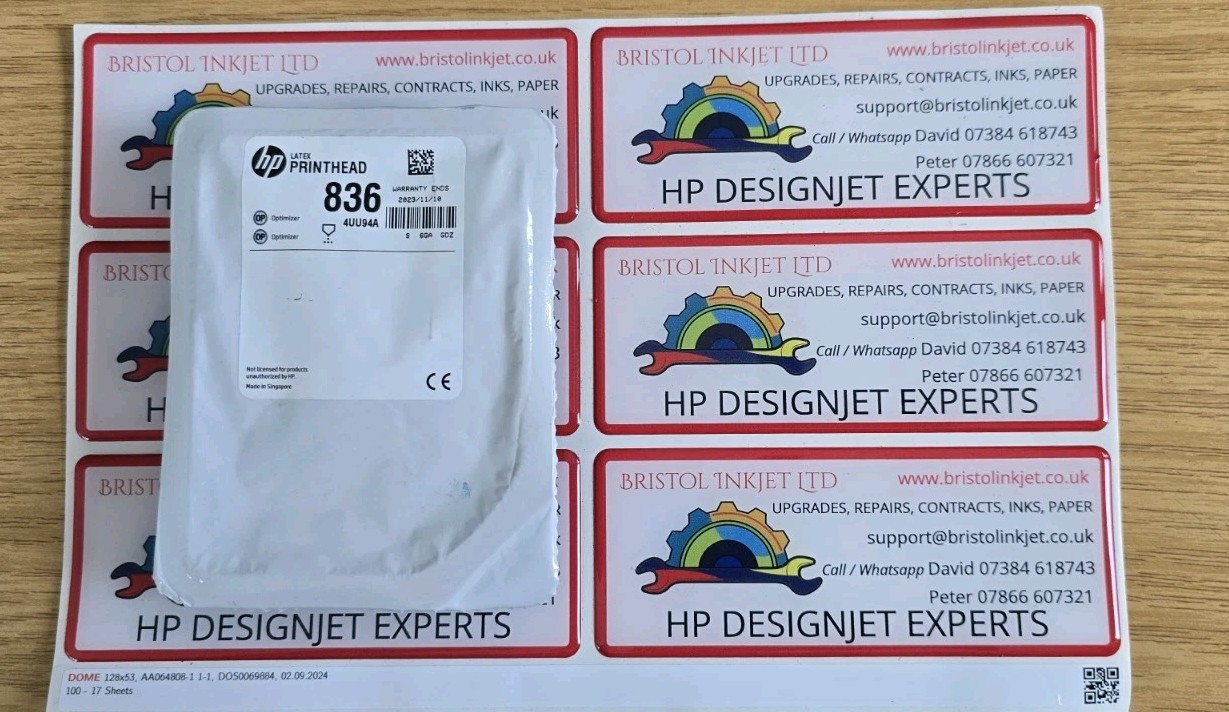 BRISTOL INKJET LTD www.bristolinkjet.co.uk
UPGRADES, REPAIRS, CONTRACTS, INKS, PAPER
HP DESIGNJET EXPERTS
hp LATEX PRINTHEAD
836
4UU94A
WARRANTY ENDS
2023/11/10
S 6GA GDZ
OP Optimizer
OP Optimizer
Not licensed for products
unauthorized by HP.
Made in Singapore
CE
BRISTOL INKJET LTD www.bristolinkjet.co.uk
UPGRADES, REPAIRS, CONTRACTS, INKS, PAPER
support@bristolinkjet.co.uk
Call / Whatsapp David 07384 618743
Peter 07866 607321
HP DESIGNJET EXPERTS
BRISTOL INKJET LTD www.bristolinkjet.co.uk
UPGRADES, REPAIRS, CONTRACTS, INKS, PAPER
support@bristolinkjet.co.uk
Call / Whatsapp David 07384 618743
Peter 07866 607321
HP DESIGNJET EXPERTS
BRISTOL INKJET LTD www.bristolinkjet.co.uk
UPGRADES, REPAIRS, CONTRACTS, INKS, PAPER
support@bristolinkjet.co.uk
Call / Whatsapp David 07384 618743
Peter 07866 607321
HP DESIGNJET EXPERTS
DOME 128x53, AA064808-1 1-1, DOS0069884, 02.09.2024
100 - 17 Sheets